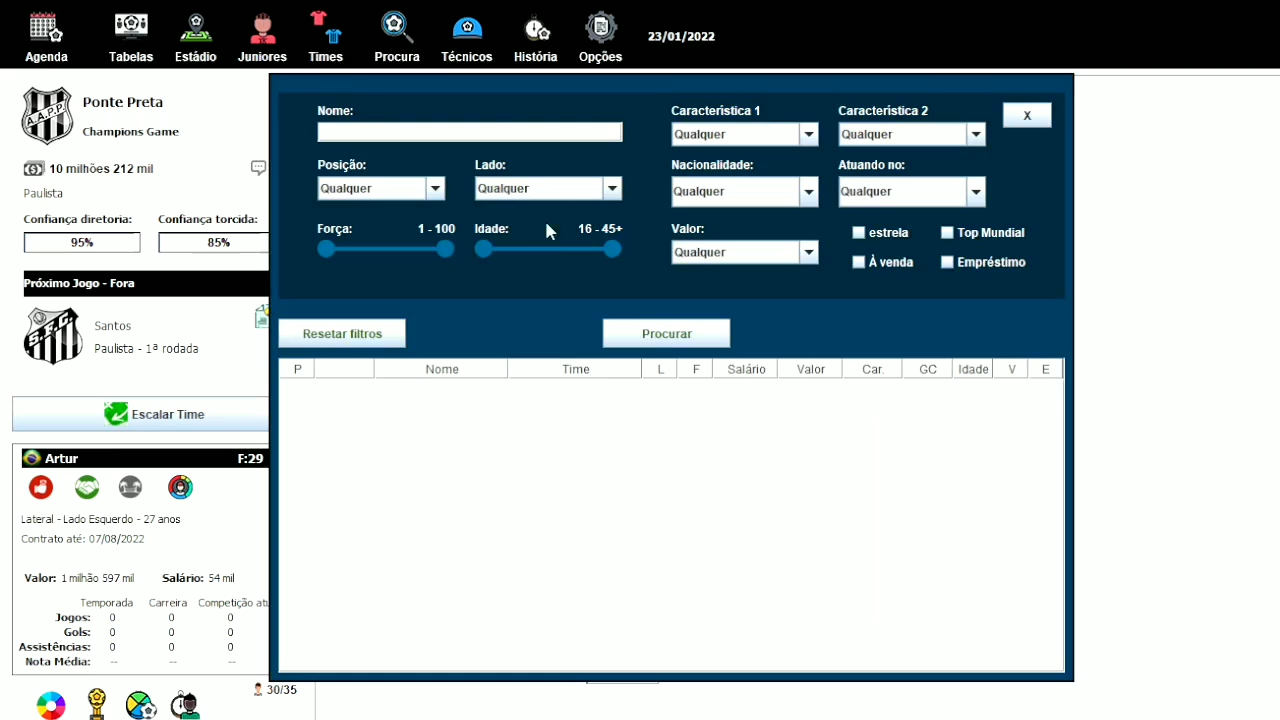 Agenda
Tabelas
Estádio
Juniores
Times
Procura
Técnicos
História
Opções
23/01/2022
A.A.P.P.
Ponte Preta
Champions Game
10 milhões 212 mil
Paulista
Confiança diretoria:
Confiança torcida:
95%
85%
Próximo Jogo - Fora
Santos
Paulista - 1ª rodada
Escalar Time
Artur
F:29
Lateral - Lado Esquerdo - 27 anos
Contrato até: 07/08/2022
Valor: 1 milhão 597 mil
Salário: 54 mil
Temporada Carreira Competição
Jogos: 0 0 0
Gols: 0 0 0
Assistências: 0 0 0
Nota Média: -- -- --
30/35
Nome:
Característica 1
Característica 2
X
Qualquer
Qualquer
Posição:
Lado:
Nacionalidade:
Atuando no:
Qualquer
Qualquer
Qualquer
Qualquer
Força: 1 - 100
Idade: 16 - 45+
Valor:
estrela
Top Mundial
Qualquer
À venda
Empréstimo
Resetar filtros
Procurar
P Nome Time L F Salário Valor Car. GC Idade V E